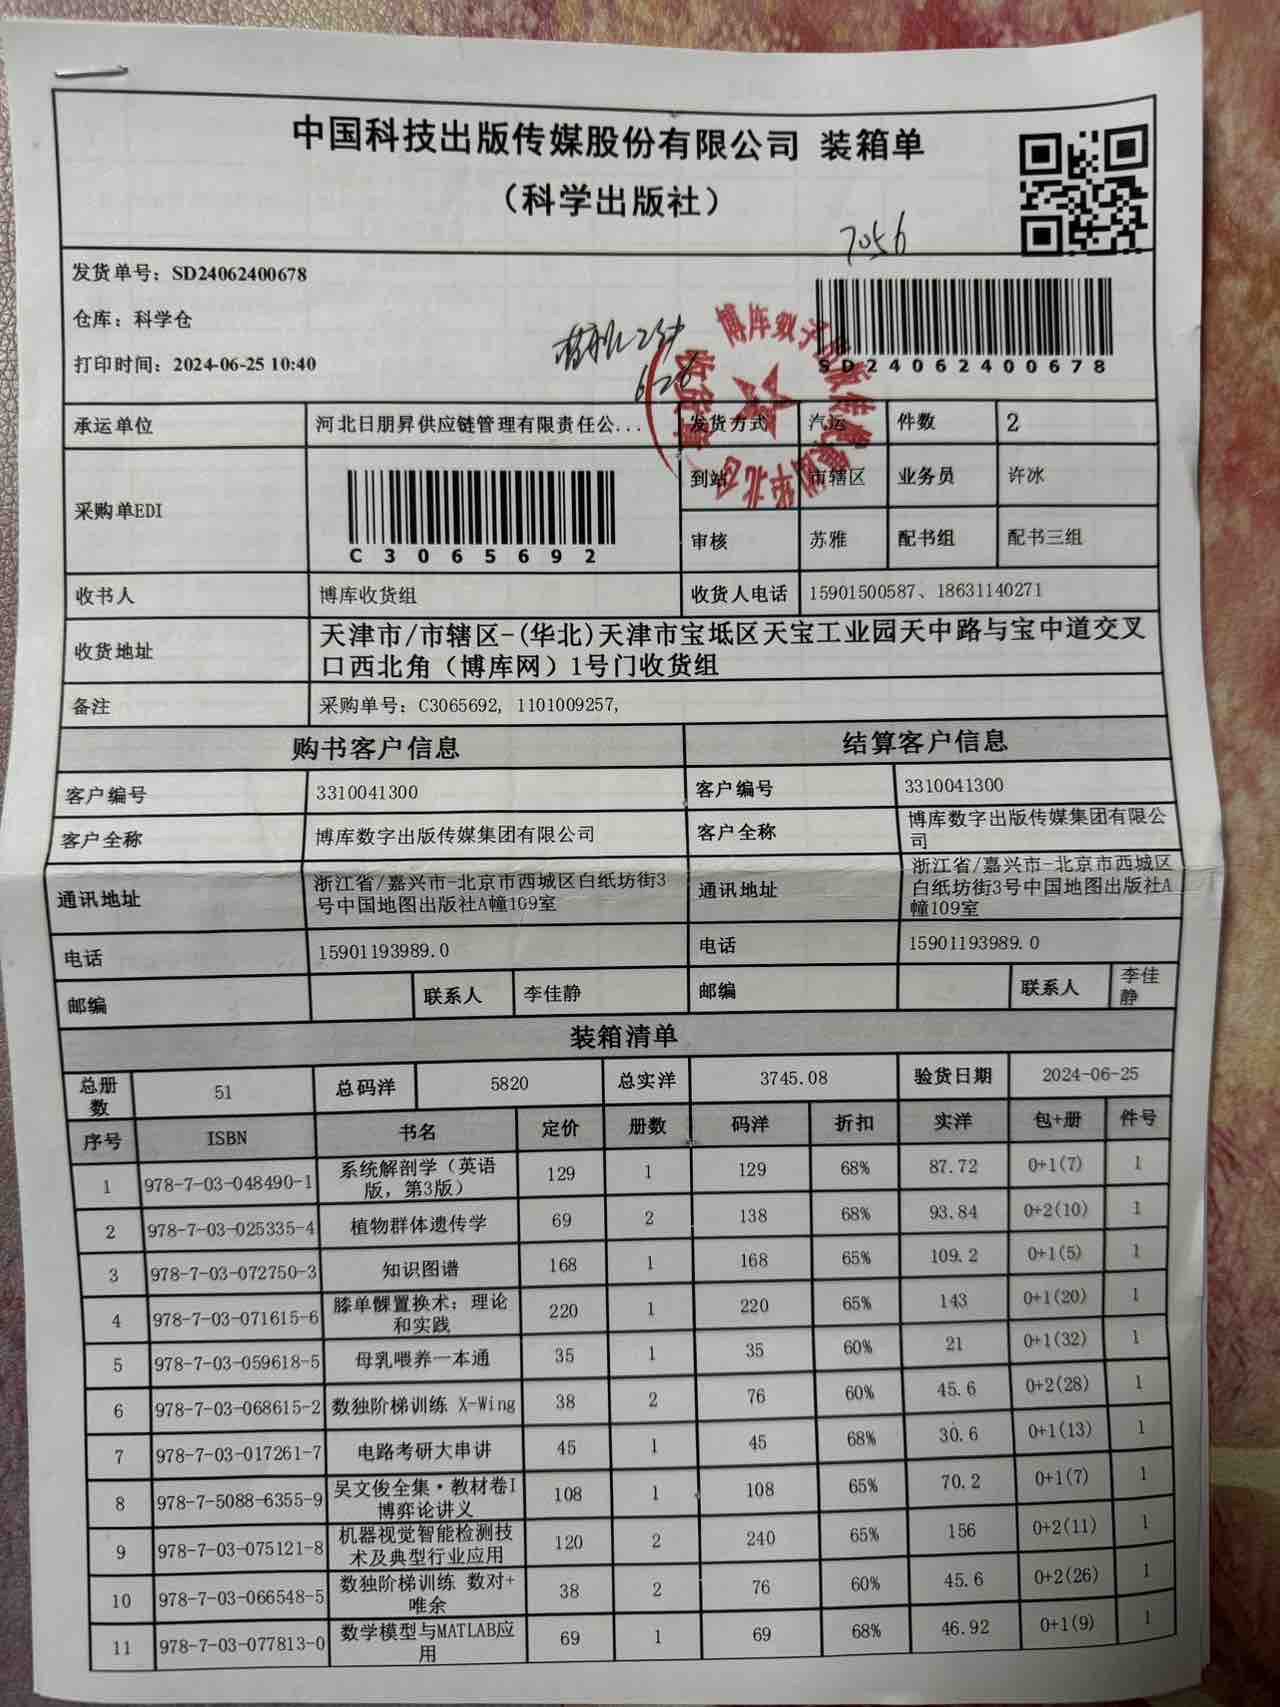 中国科技出版传媒股份有限公司 装箱单
（科学出版社）
7056
发货单号：SD24062400678
仓库：科学仓
打印时间：2024-06-25 10:40
SD24062400678
承运单位 河北日朋昇供应链管理有限责任公... 发货方式 汽运 件数 2
采购单EDI C3065692 到站 市辖区 业务员 许冰
审核 苏雅 配书组 配书三组
收书人 博库收货组 收货人电话 15901500587、18631140271
收货地址 天津市/市辖区-(华北)天津市宝坻区天宝工业园天中路与宝中道交叉
口西北角（博库网）1号门收货组
备注 采购单号：C3065692, 1101009257,
购书客户信息 结算客户信息
客户编号 3310041300 客户编号 3310041300
客户全称 博库数字出版传媒集团有限公司 客户全称 博库数字出版传媒集团有限公
司
通讯地址 浙江省/嘉兴市-北京市西城区白纸坊街3
号中国地图出版社A幢109室 通讯地址 浙江省/嘉兴市-北京市西城区
白纸坊街3号中国地图出版社A
幢109室
电话 15901193989.0 电话 15901193989.0
邮编 联系人 李佳静 邮编 联系人 李佳
静
装箱清单
总册
数 51 总码洋 5820 总实洋 3745.08 验货日期 2024-06-25
序号 ISBN 书名 定价 册数 码洋 折扣 实洋 包+册 件号
1 978-7-03-048490-1 系统解剖学（英语
版，第3版） 129 1 129 68% 87.72 0+1(7) 1
2 978-7-03-025335-4 植物群体遗传学 69 2 138 68% 93.84 0+2(10) 1
3 978-7-03-072750-3 知识图谱 168 1 168 65% 109.2 0+1(5) 1
4 978-7-03-071615-6 膝单髁置换术：理论
和实践 220 1 220 65% 143 0+1(20) 1
5 978-7-03-059618-5 母乳喂养一本通 35 1 35 60% 21 0+1(32) 1
6 978-7-03-068615-2 数独阶梯训练 X-Wing 38 2 76 60% 45.6 0+2(28) 1
7 978-7-03-017261-7 电路考研大串讲 45 1 45 68% 30.6 0+1(13) 1
8 978-7-5088-6355-9 吴文俊全集·教材卷I
博弈论讲义 108 1 108 65% 70.2 0+1(7) 1
9 978-7-03-075121-8 机器视觉智能检测技
术及典型行业应用 120 2 240 65% 156 0+2(11) 1
10 978-7-03-066548-5 数独阶梯训练 数对+
唯余 38 2 76 60% 45.6 0+2(26) 1
11 978-7-03-077813-0 数学模型与MATLAB应
用 69 1 69 68% 46.92 0+1(9) 1